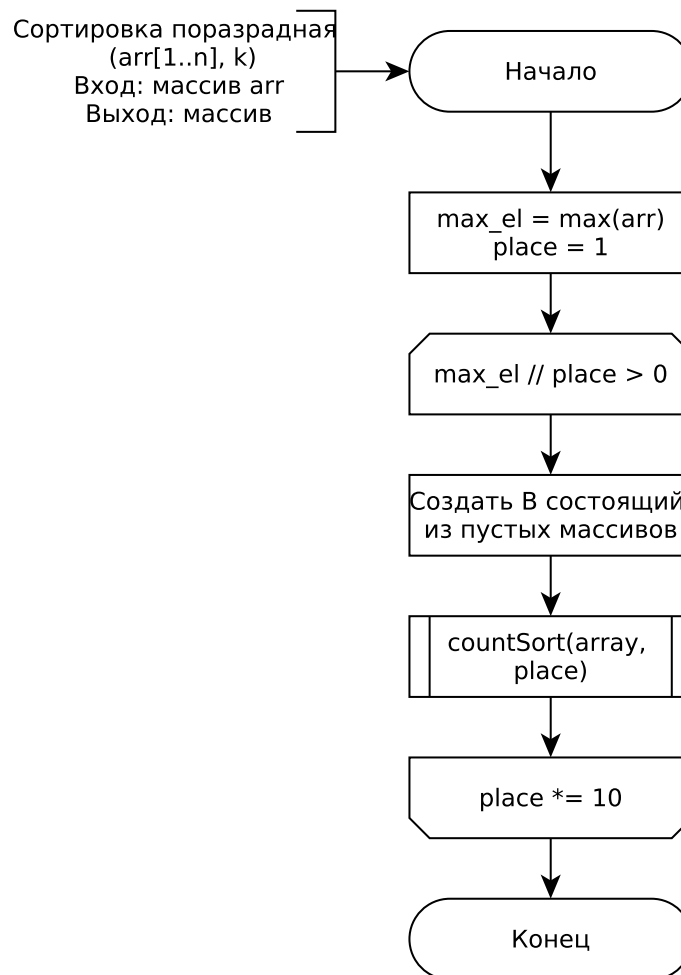 Сортировка поразрадная
(arr[1..n], k)
Вход: массив arr
Выход: массив
Начало
max_el = max(arr)
place = 1
max_el // place > 0
Создать B состоящий
из пустых массивов
countSort(array,
place)
place *= 10
Конец